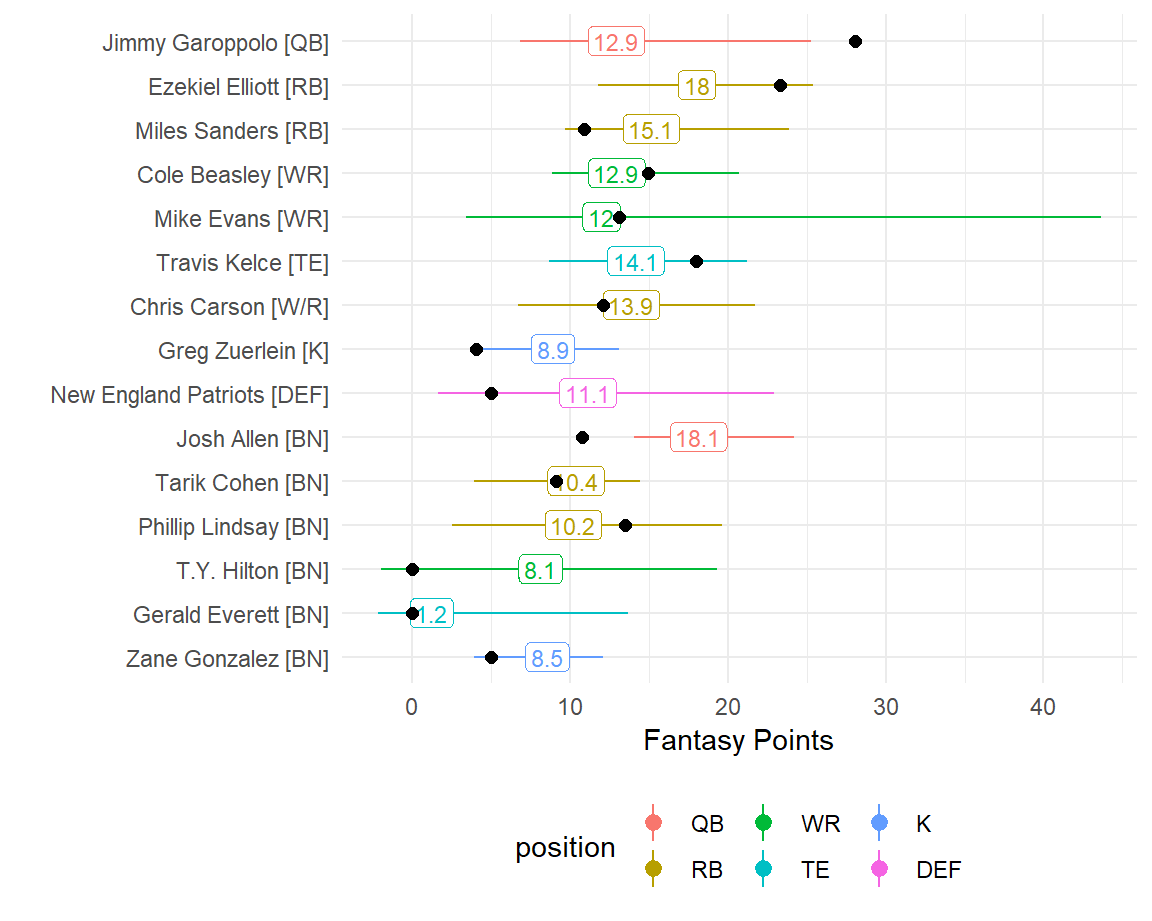 Jimmy Garoppolo [QB] 12.9
Ezekiel Elliott [RB] 18
Miles Sanders [RB] 15.1
Cole Beasley [WR] 12.9
Mike Evans [WR] 12
Travis Kelce [TE] 14.1
Chris Carson [W/R] 13.9
Greg Zuerlein [K] 8.9
New England Patriots [DEF] 11.1
Josh Allen [BN] 18.1
Tarik Cohen [BN] 10.4
Phillip Lindsay [BN] 10.2
T.Y. Hilton [BN] 8.1
Gerald Everett [BN] 1.2
Zane Gonzalez [BN] 8.5
0 10 20 30 40
Fantasy Points
position
QB WR K
RB TE DEF